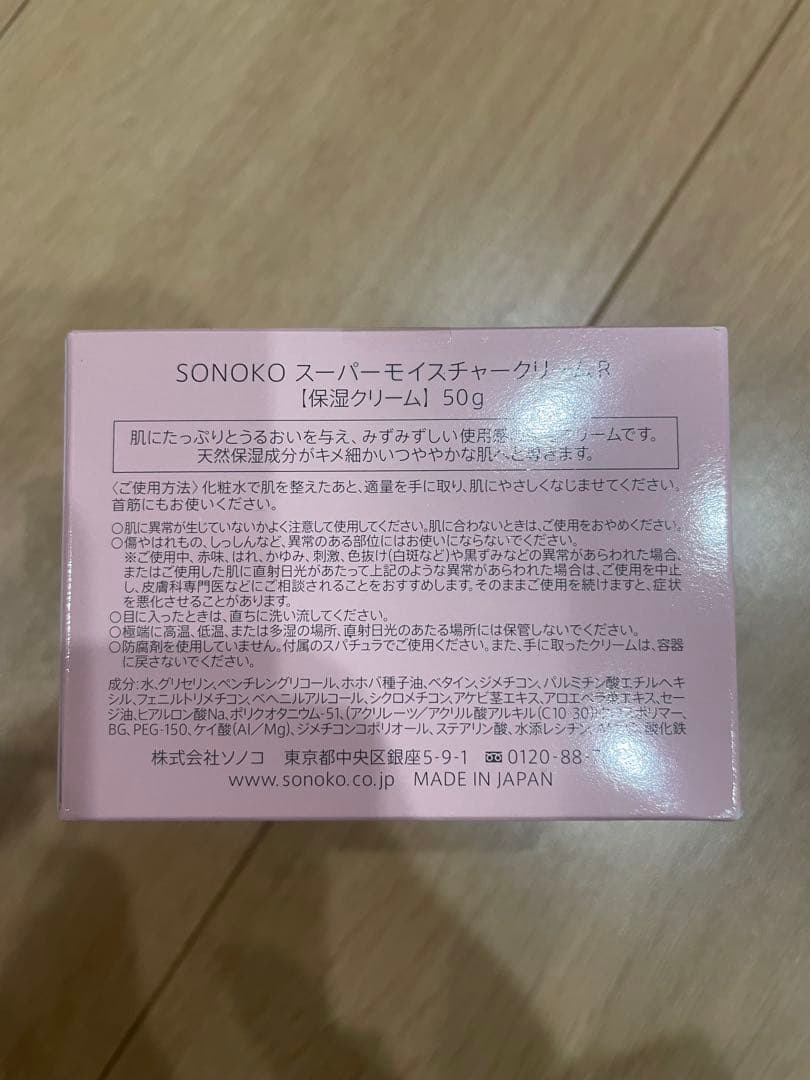 SONOKO スーパーモイスチャークリームR
【保湿クリーム】 50g
肌にたっぷりとうるおいを与え、みずみずしい使用感 クリームです。
天然保湿成分がキメ細かいつややかな肌へと導きます。
〈ご使用方法〉化粧水で肌を整えたあと、適量を手に取り、肌にやさしくなじませてください。
首筋にもお使いください。
○肌に異常が生じていないかよく注意して使用してください。肌に合わないときは、ご使用をおやめください。
○傷やはれもの、しっしんなど、異常のある部位にはお使いにならないでください。
※ご使用中、赤味、はれ、かゆみ、刺激、色抜け(白斑など)や黒ずみなどの異常があらわれた場合、
またはご使用した肌に直射日光があたって上記のような異常があらわれた場合は、ご使用を中止
し、皮膚科専門医などにご相談されることをおすすめします。そのままご使用を続けますと、症状
を悪化させることがあります。
○目に入ったときは、直ちに洗い流してください。
○極端に高温、低温、または多湿の場所、直射日光のあたる場所には保管しないでください。
○防腐剤を使用していません。付属のスパチュラでご使用ください。また、手に取ったクリームは、容器
に戻さないでください。
成分:水、グリセリン、ペンチレングリコール、ホホバ種子油、ベタイン、ジメチコン、パルミチン酸エチルヘキ
シル、フェニルトリメチコン、ベヘニルアルコール、シクロメチコン、アケビ茎エキス、アロエベラ葉エキス、セー
ジ油、ヒアルロン酸Na、ポリクオタニウム-51、(アクリレーツ/アクリル酸アルキル(C10-30))クロスポリマー、
BG、PEG-150、ケイ酸(Al/Mg)、ジメチコンコポリオール、ステアリン酸、水添レシチン、 酸化鉄
株式会社ソノコ 東京都中央区銀座5-9-1 0120-88-
www.sonoko.co.jp MADE IN JAPAN